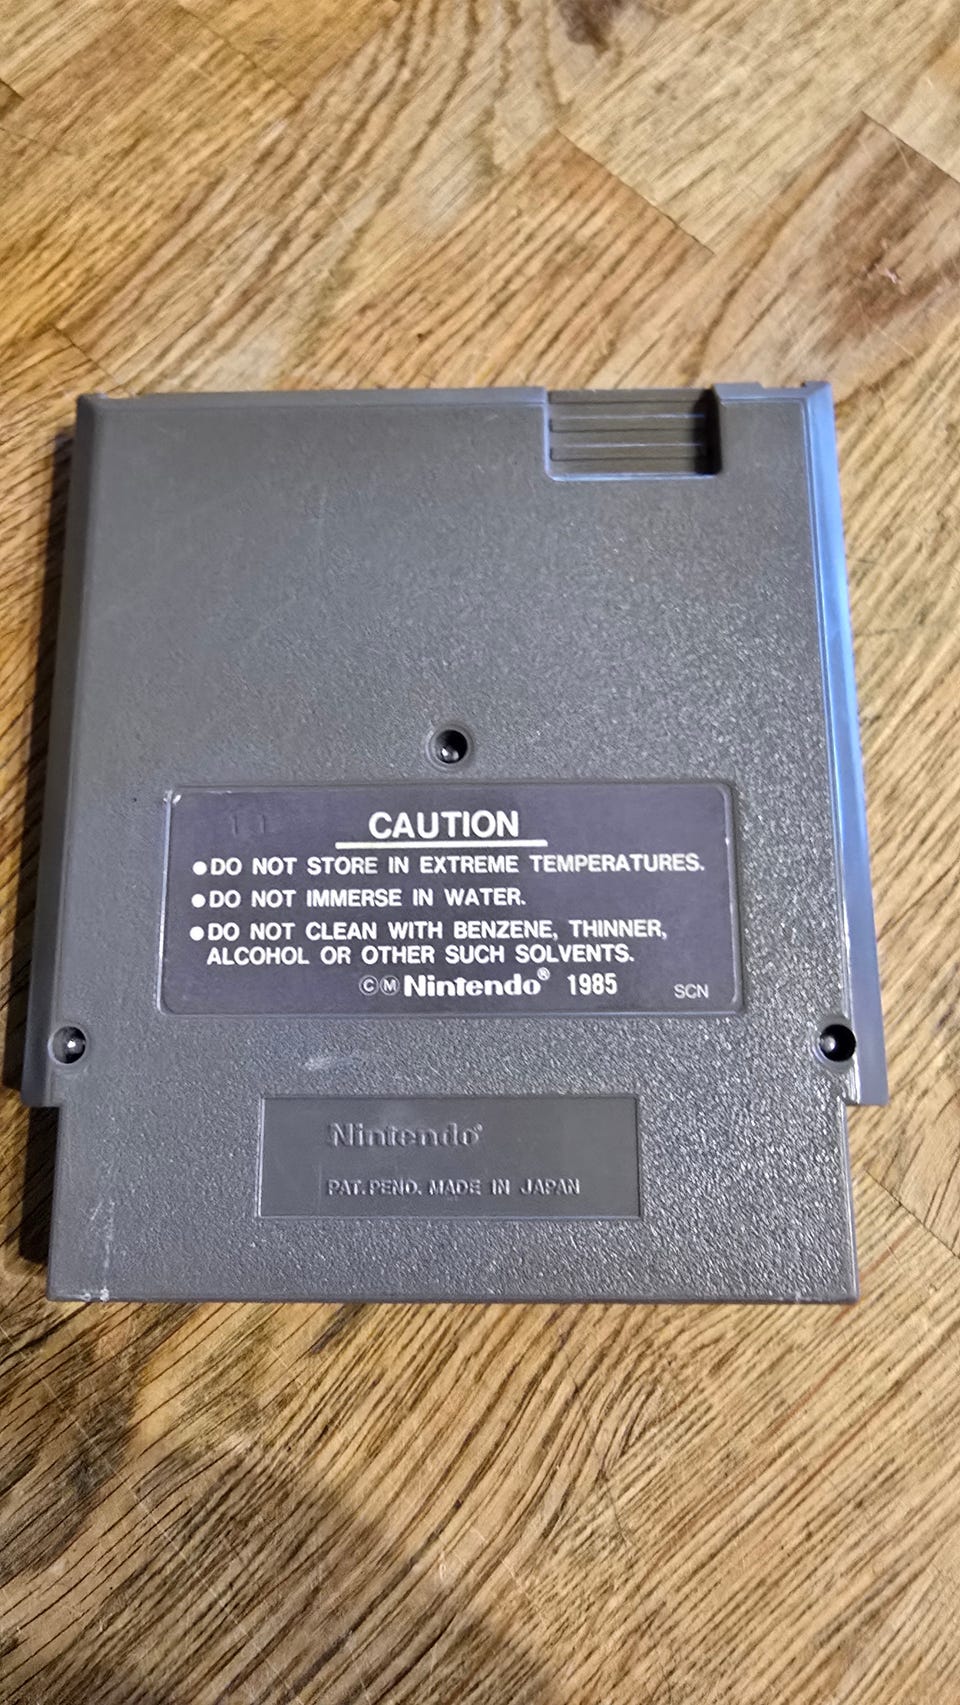 CAUTION
●DO NOT STORE IN EXTREME TEMPERATURES.
●DO NOT IMMERSE IN WATER.
●DO NOT CLEAN WITH BENZENE, THINNER,
ALCOHOL OR OTHER SUCH SOLVENTS.
ⒸⓂNintendo® 1985
SCN
Nintendo®
PAT. PEND. MADE IN JAPAN